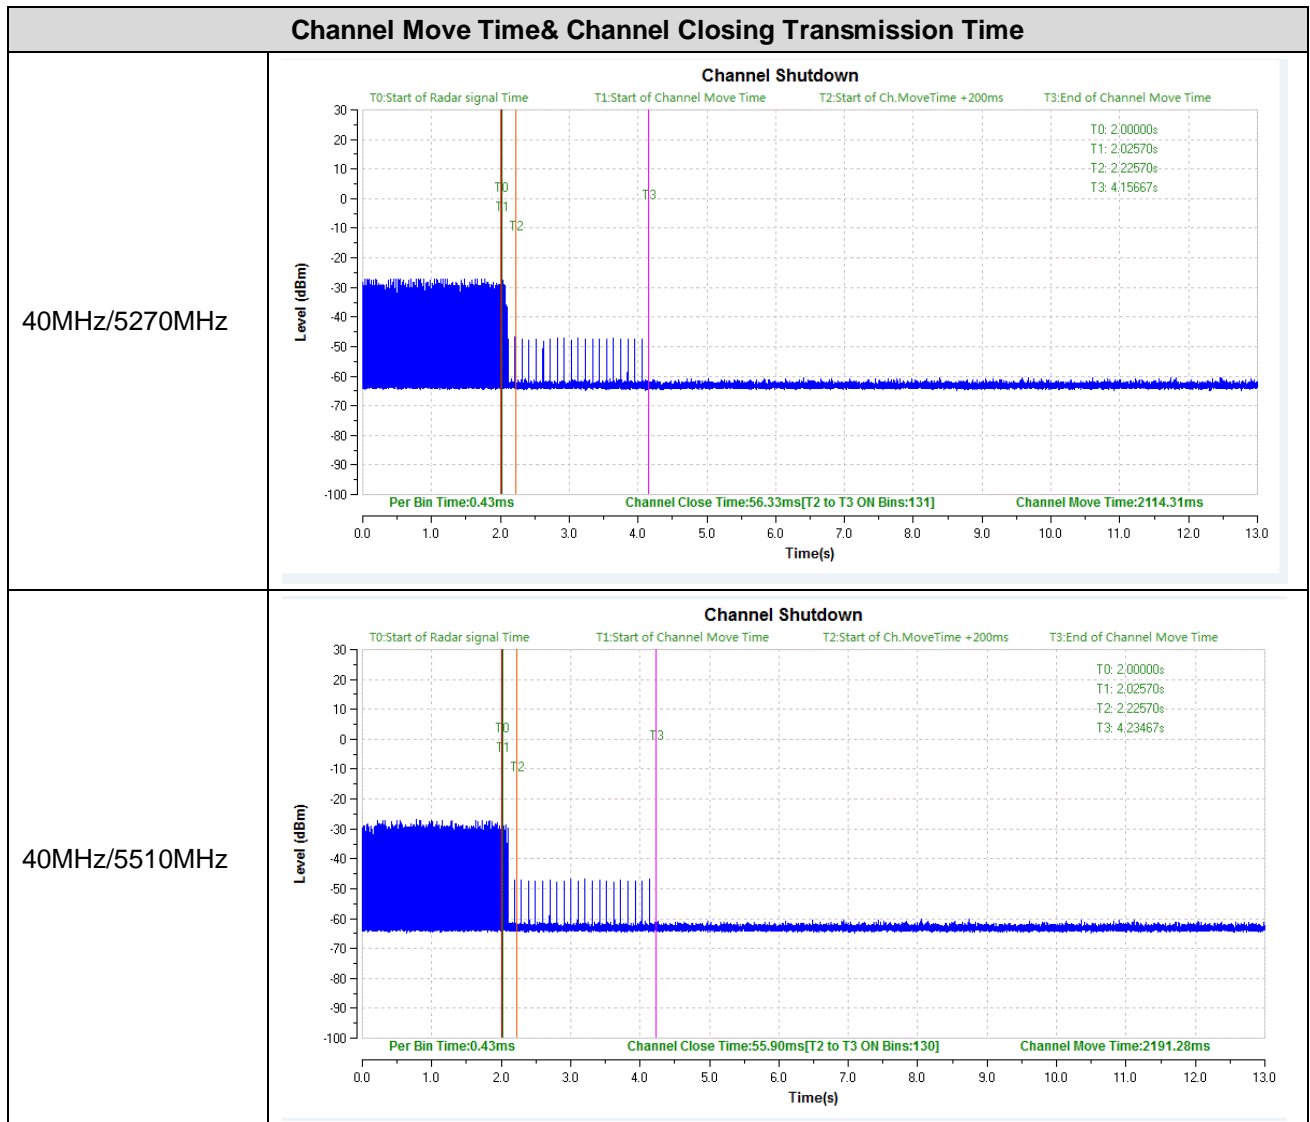 Channel Move Time& Channel Closing Transmission Time
40MHz/5270MHz
Channel Shutdown
T0:Start of Radar signal Time T1:Start of Channel Move Time T2:Start of Ch.MoveTime +200ms T3:End of Channel Move Time
T0: 2.00000s
T1: 2.02570s
T2: 2.22570s
T3: 4.15667s
T0
T1
T2
T3
Level (dBm)
30
20
10
0
-10
-20
-30
-40
-50
-60
-70
-80
-90
-100
Per Bin Time:0.43ms Channel Close Time:56.33ms[T2 to T3 ON Bins:131] Channel Move Time:2114.31ms
0.0 1.0 2.0 3.0 4.0 5.0 6.0 7.0 8.0 9.0 10.0 11.0 12.0 13.0
Time(s)
40MHz/5510MHz
Channel Shutdown
T0:Start of Radar signal Time T1:Start of Channel Move Time T2:Start of Ch.MoveTime +200ms T3:End of Channel Move Time
T0: 2.00000s
T1: 2.02570s
T2: 2.22570s
T3: 4.23467s
T0
T1
T2
T3
Level (dBm)
30
20
10
0
-10
-20
-30
-40
-50
-60
-70
-80
-90
-100
Per Bin Time:0.43ms Channel Close Time:55.90ms[T2 to T3 ON Bins:130] Channel Move Time:2191.28ms
0.0 1.0 2.0 3.0 4.0 5.0 6.0 7.0 8.0 9.0 10.0 11.0 12.0 13.0
Time(s)